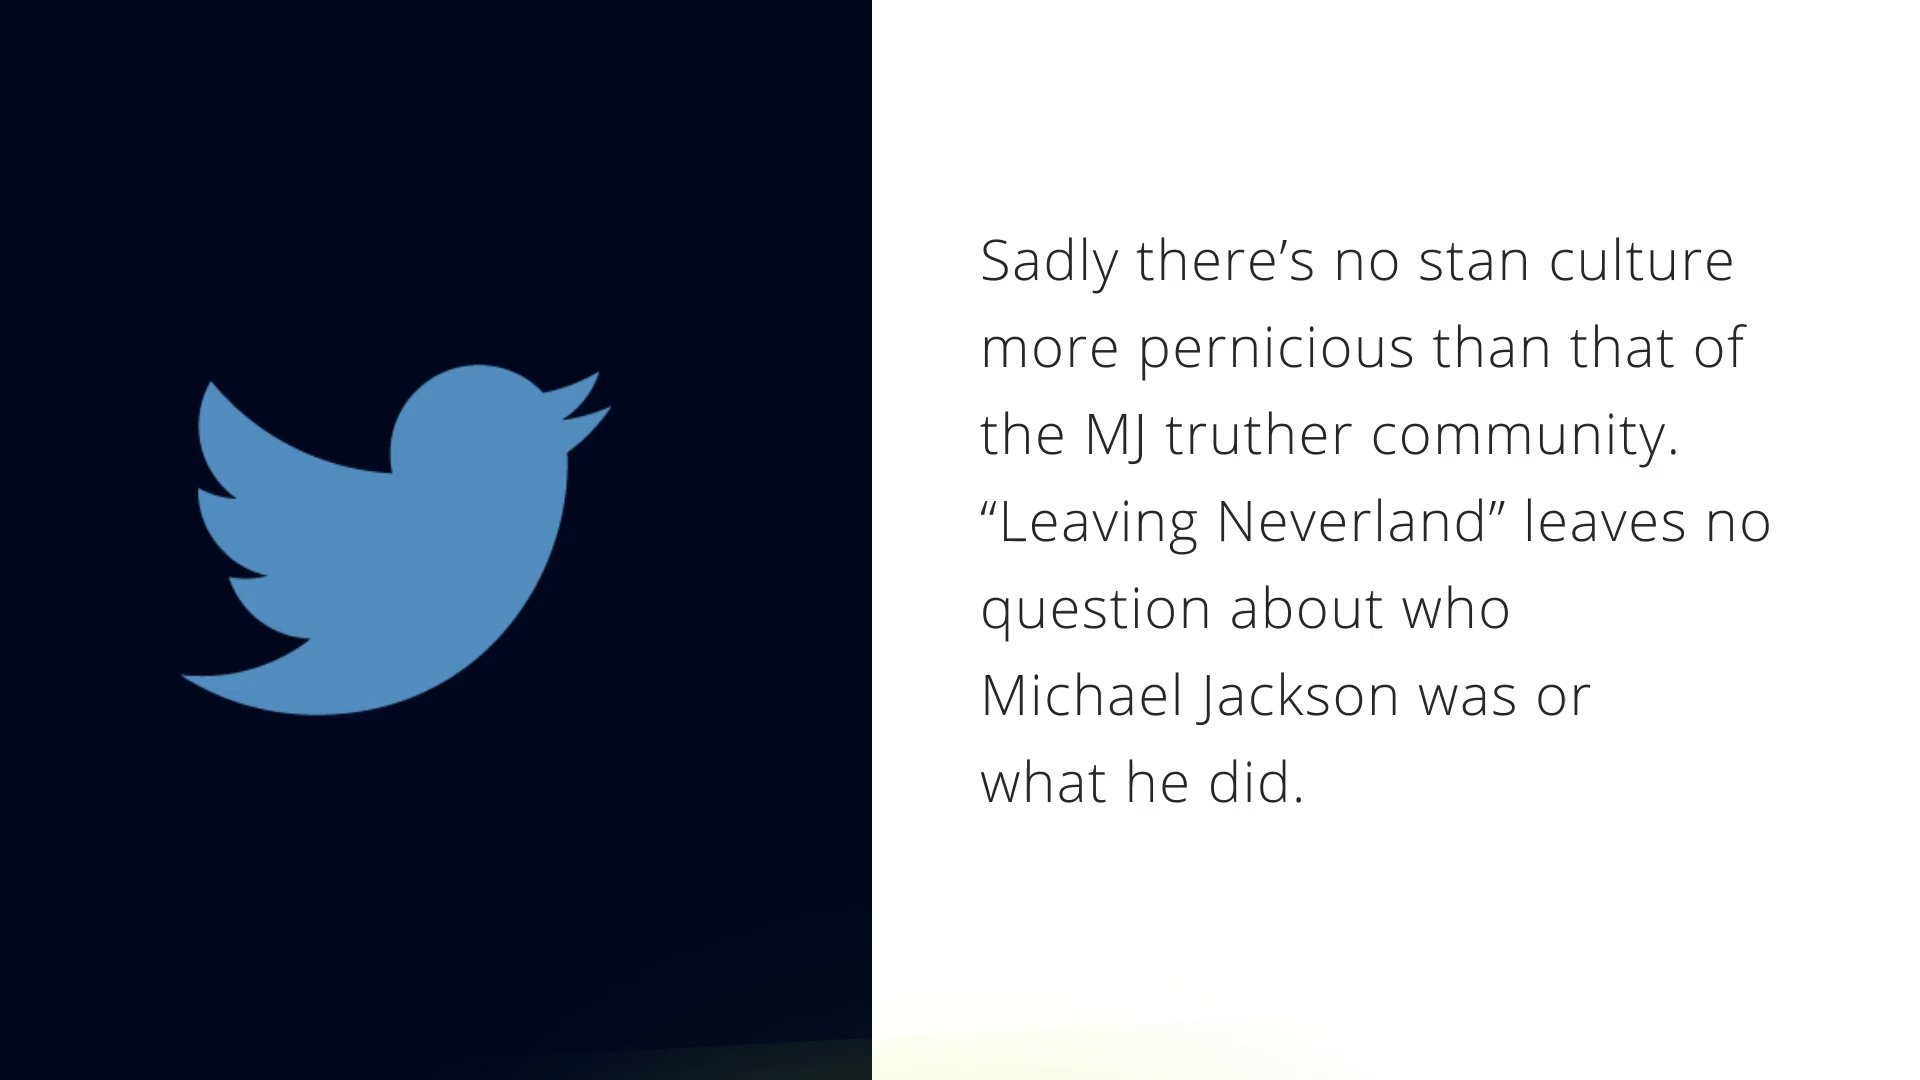 Sadly there’s no stan culture
more pernicious than that of
the MJ truther community.
“Leaving Neverland” leaves no
question about who
Michael Jackson was or
what he did.